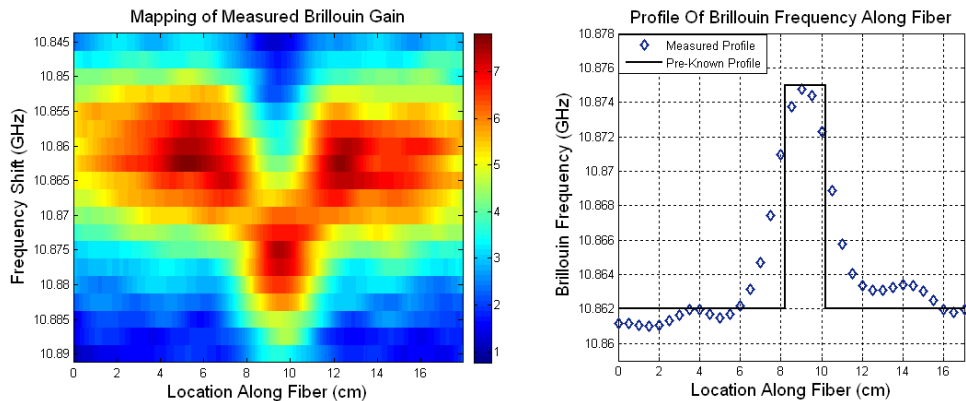 Mapping of Measured Brillouin Gain
Frequency Shift (GHz)
10.845
10.85
10.855
10.86
10.865
10.87
10.875
10.88
10.885
10.89
0 2 4 6 8 10 12 14 16
Location Along Fiber (cm)
7
6
5
4
3
2
1
Profile Of Brillouin Frequency Along Fiber
Brillouin Frequency (GHz)
10.878
10.876
10.874
10.872
10.87
10.868
10.866
10.864
10.862
10.86
Measured Profile
Pre-Known Profile
0 2 4 6 8 10 12 14 16
Location Along Fiber (cm)